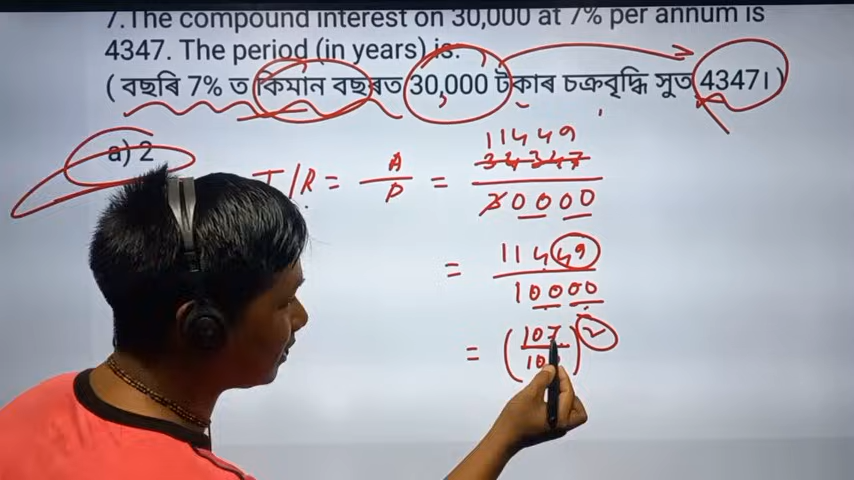 7.The compound interest on 30,000 at 7% per annum is
4347. The period (in years) is.
( বছৰি 7% ত কিমান বছৰত 30,000 টকাৰ চক্ৰবৃদ্ধি সুত 4347। )
a) 2
T/R = A/P = 11449 34347 / 30000
= 11449 / 10000
= (107/100)²